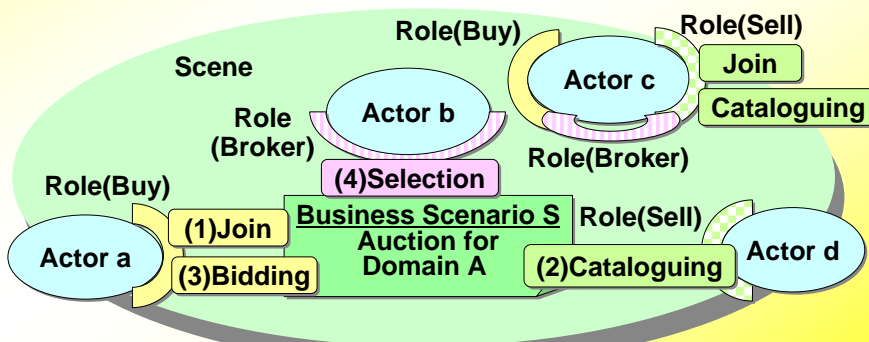 Role(Sell)
Role(Buy)
Scene
Actor c
Join
Cataloguing
Actor b
Role
(Broker)
Role(Broker)
(4)Selection
Role(Buy)
Business Scenario S
Auction for
Domain A
Role(Sell)
(1)Join
Actor a
(3)Bidding
(2)Cataloguing
Actor d